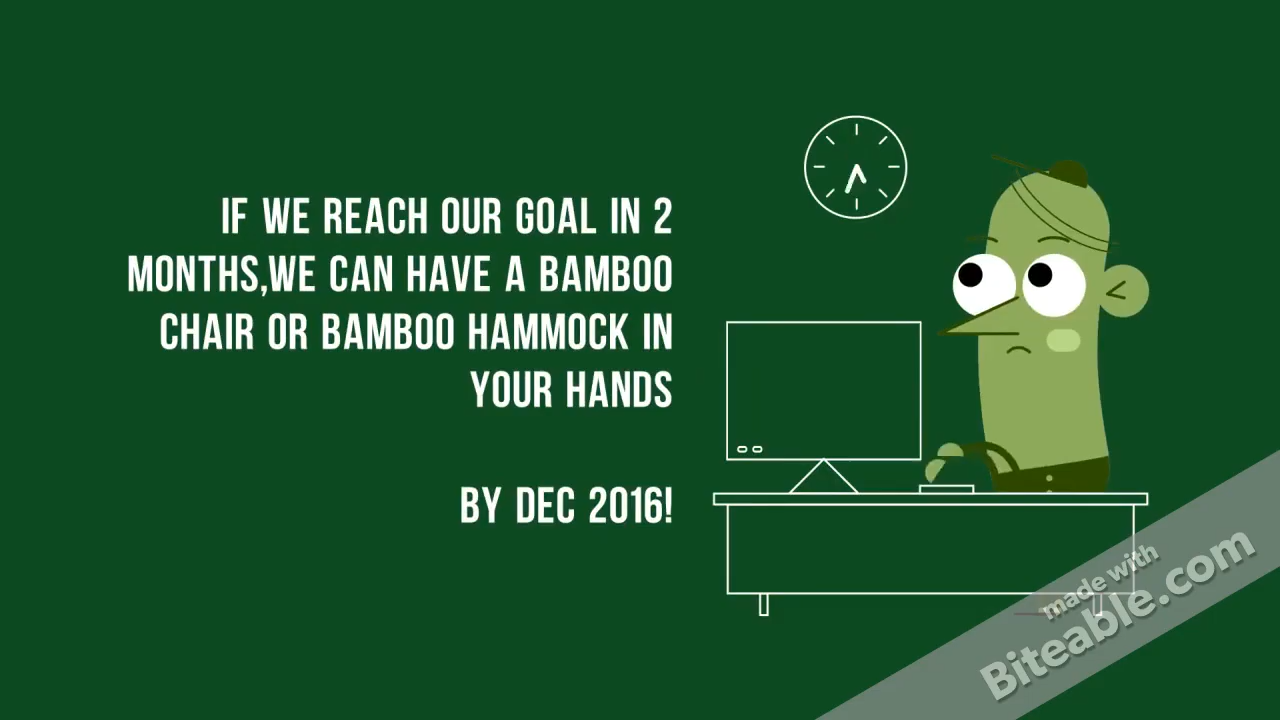 IF WE REACH OUR GOAL IN 2
MONTHS,WE CAN HAVE A BAMBOO
CHAIR OR BAMBOO HAMMOCK IN
YOUR HANDS
BY DEC 2016!
made with
Biteable.com